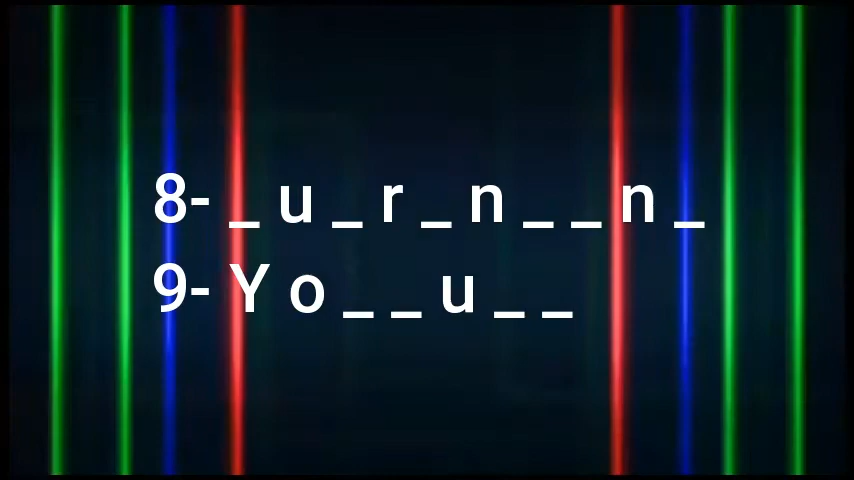 8- _ u _ r _ n _ _ n _
9- Y o _ _ u _ _